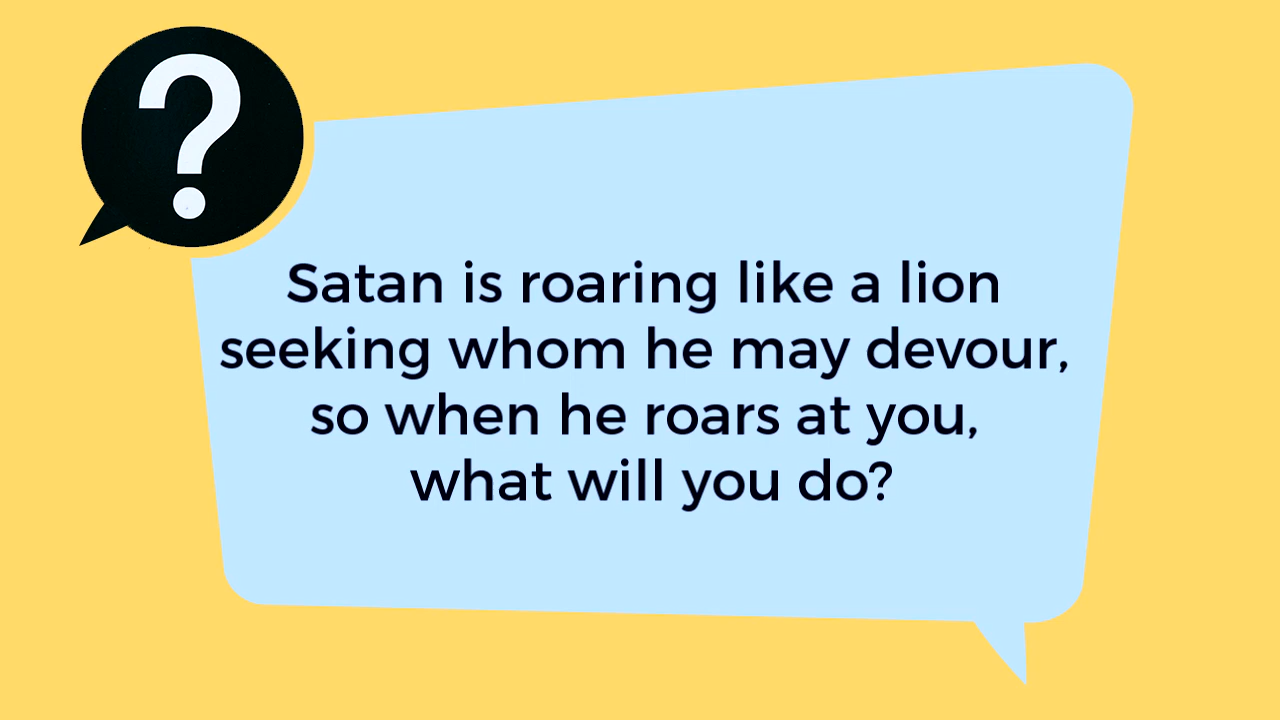 ?
Satan is roaring like a lion
seeking whom he may devour,
so when he roars at you,
what will you do?